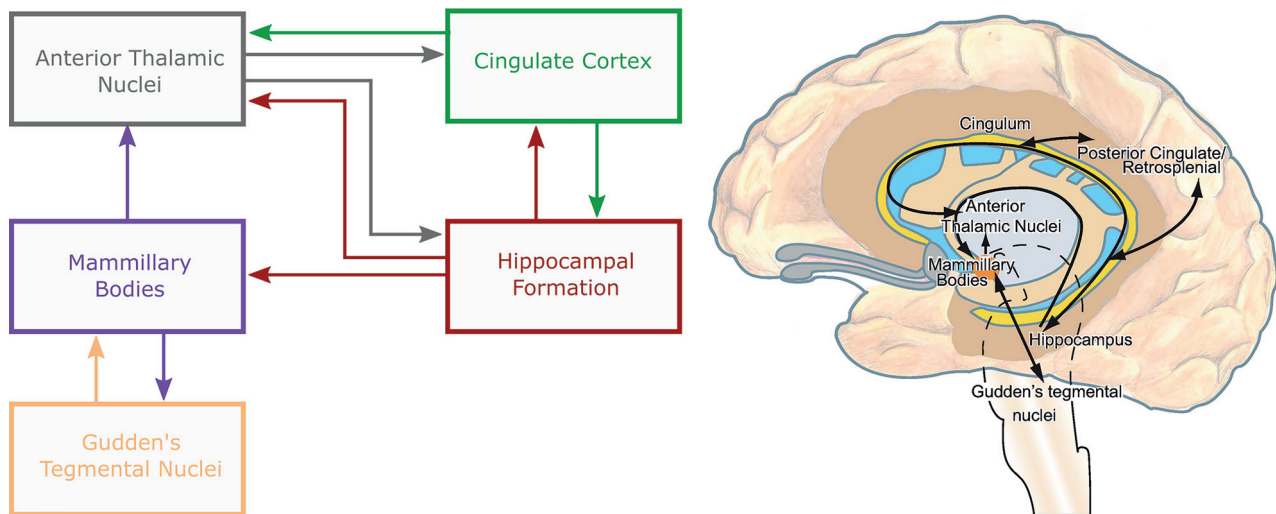 Anterior Thalamic
Nuclei
Cingulate Cortex
Mammillary
Bodies
Hippocampal
Formation
Gudden's
Tegmental Nuclei
Cingulum
Posterior Cingulate/
Retrosplenial
Anterior
Thalamic Nuclei
Mammillary
Bodies
Hippocampus
Gudden's tegmental
nuclei